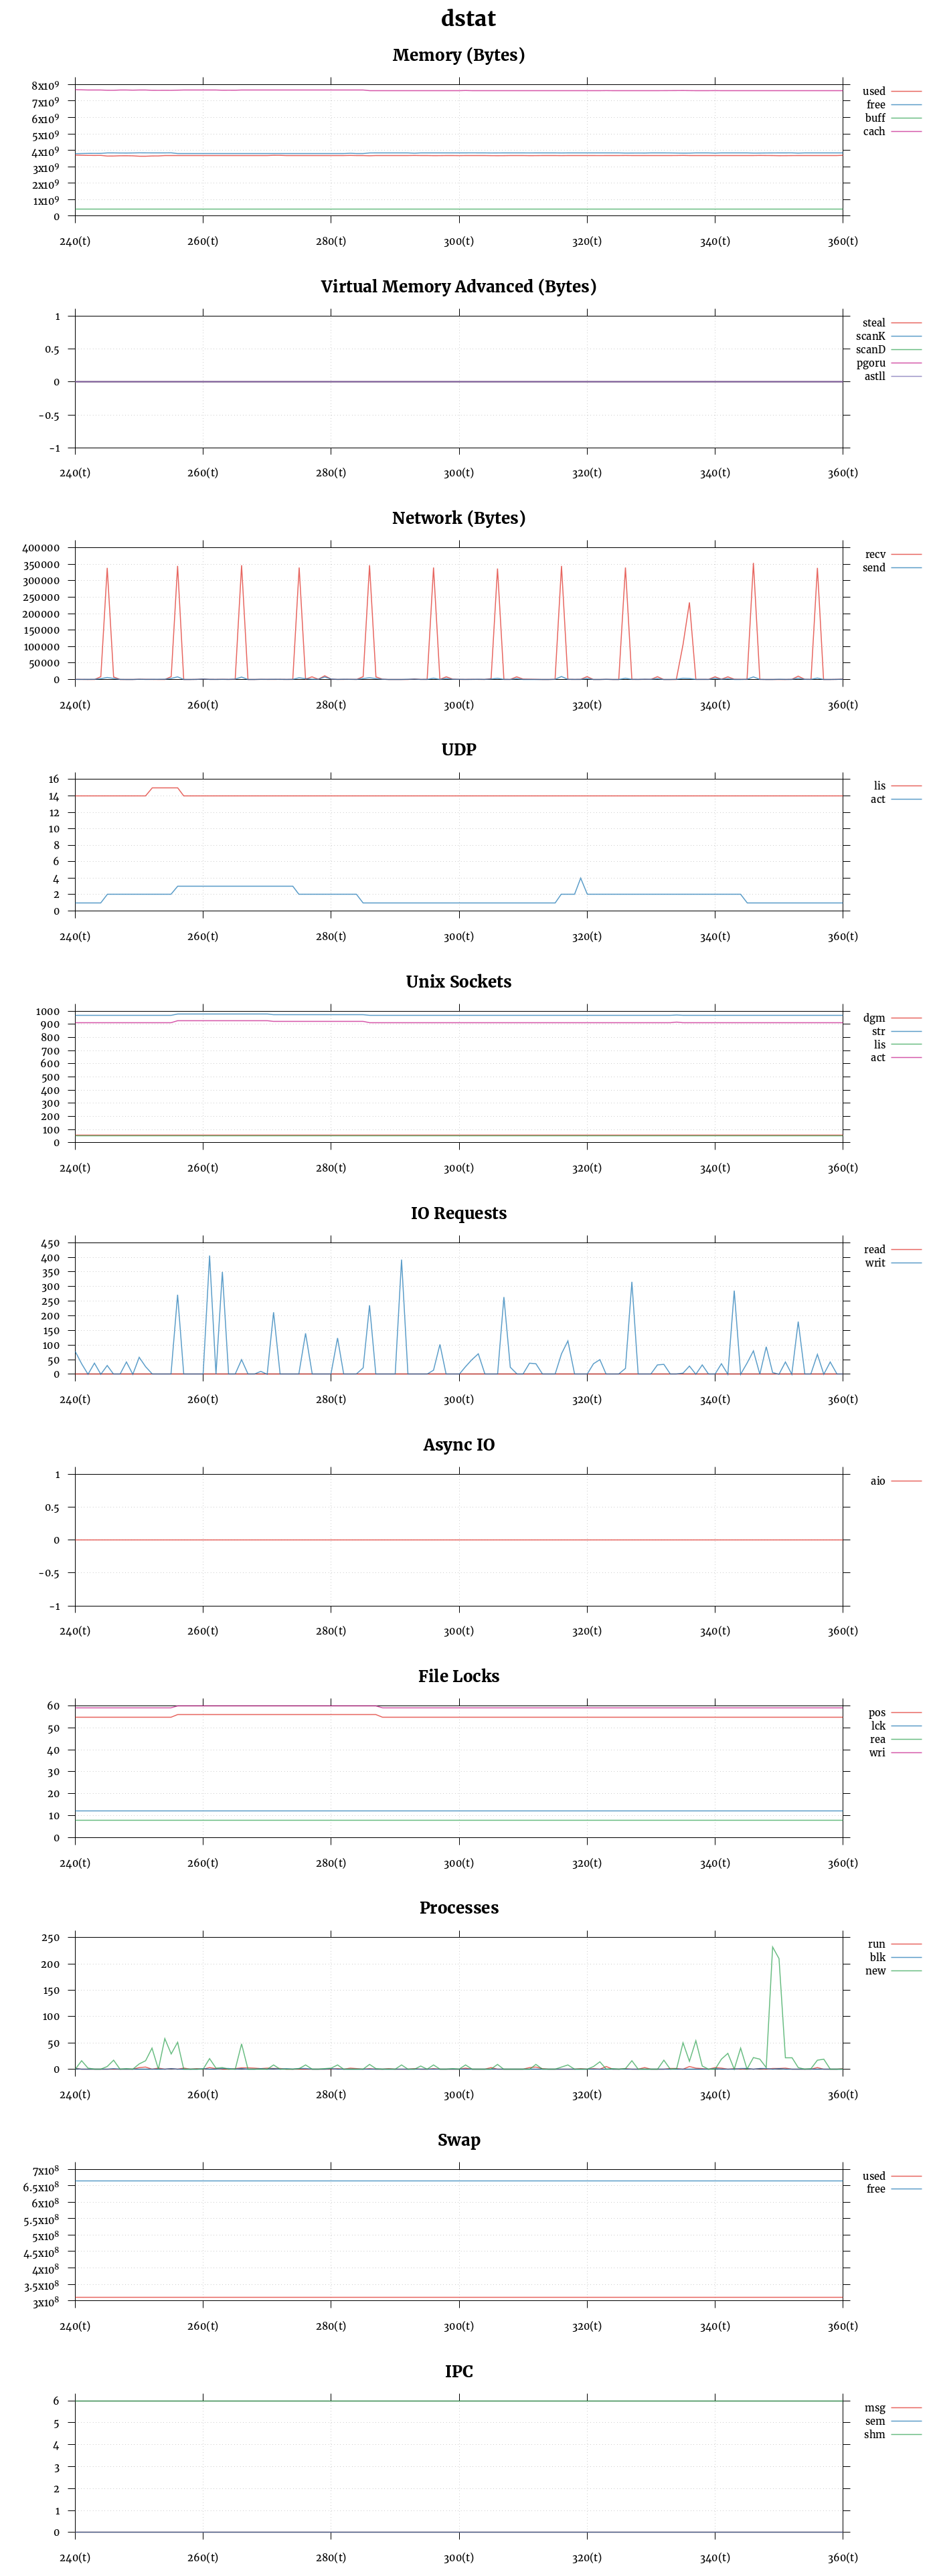 dstat
Memory (Bytes)
8x10⁹
7x10⁹
6x10⁹
5x10⁹
4x10⁹
3x10⁹
2x10⁹
1x10⁹
0
240(t) 260(t) 280(t) 300(t) 320(t) 340(t) 360(t)
used
free
buff
cach
Virtual Memory Advanced (Bytes)
1
0.5
0
-0.5
-1
240(t) 260(t) 280(t) 300(t) 320(t) 340(t) 360(t)
steal
scanK
scanD
pgoru
astll
Network (Bytes)
400000
350000
300000
250000
200000
150000
100000
50000
0
240(t) 260(t) 280(t) 300(t) 320(t) 340(t) 360(t)
recv
send
UDP
16
14
12
10
8
6
4
2
0
240(t) 260(t) 280(t) 300(t) 320(t) 340(t) 360(t)
lis
act
Unix Sockets
1000
900
800
700
600
500
400
300
200
100
0
240(t) 260(t) 280(t) 300(t) 320(t) 340(t) 360(t)
dgm
str
lis
act
IO Requests
450
400
350
300
250
200
150
100
50
0
240(t) 260(t) 280(t) 300(t) 320(t) 340(t) 360(t)
read
writ
Async IO
1
0.5
0
-0.5
-1
240(t) 260(t) 280(t) 300(t) 320(t) 340(t) 360(t)
aio
File Locks
60
50
40
30
20
10
0
240(t) 260(t) 280(t) 300(t) 320(t) 340(t) 360(t)
pos
lck
rea
wri
Processes
250
200
150
100
50
0
240(t) 260(t) 280(t) 300(t) 320(t) 340(t) 360(t)
run
blk
new
Swap
7x10⁸
6.5x10⁸
6x10⁸
5.5x10⁸
5x10⁸
4.5x10⁸
4x10⁸
3.5x10⁸
3x10⁸
240(t) 260(t) 280(t) 300(t) 320(t) 340(t) 360(t)
used
free
IPC
6
5
4
3
2
1
0
240(t) 260(t) 280(t) 300(t) 320(t) 340(t) 360(t)
msg
sem
shm